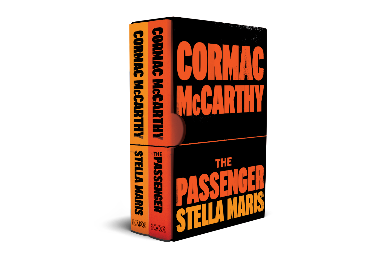 CORMAC McCARTHY
STELLA MARIS
CORMAC McCARTHY
THE PASSENGER
CORMAC
McCARTHY
THE
PASSENGER
STELLA MARIS